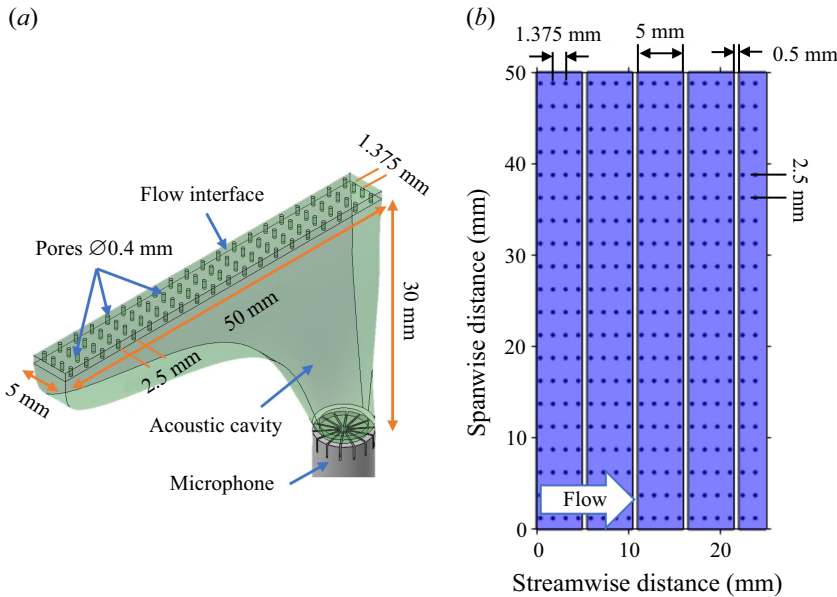 (a)
1.375 mm
Flow interface
Pores ∅0.4 mm
50 mm
30 mm
2.5 mm
5 mm
Acoustic cavity
Microphone
(b)
1.375 mm
5 mm
0.5 mm
50
40
30
20
10
0
Spanwise distance (mm)
2.5 mm
Flow
0
10
20
Streamwise distance (mm)